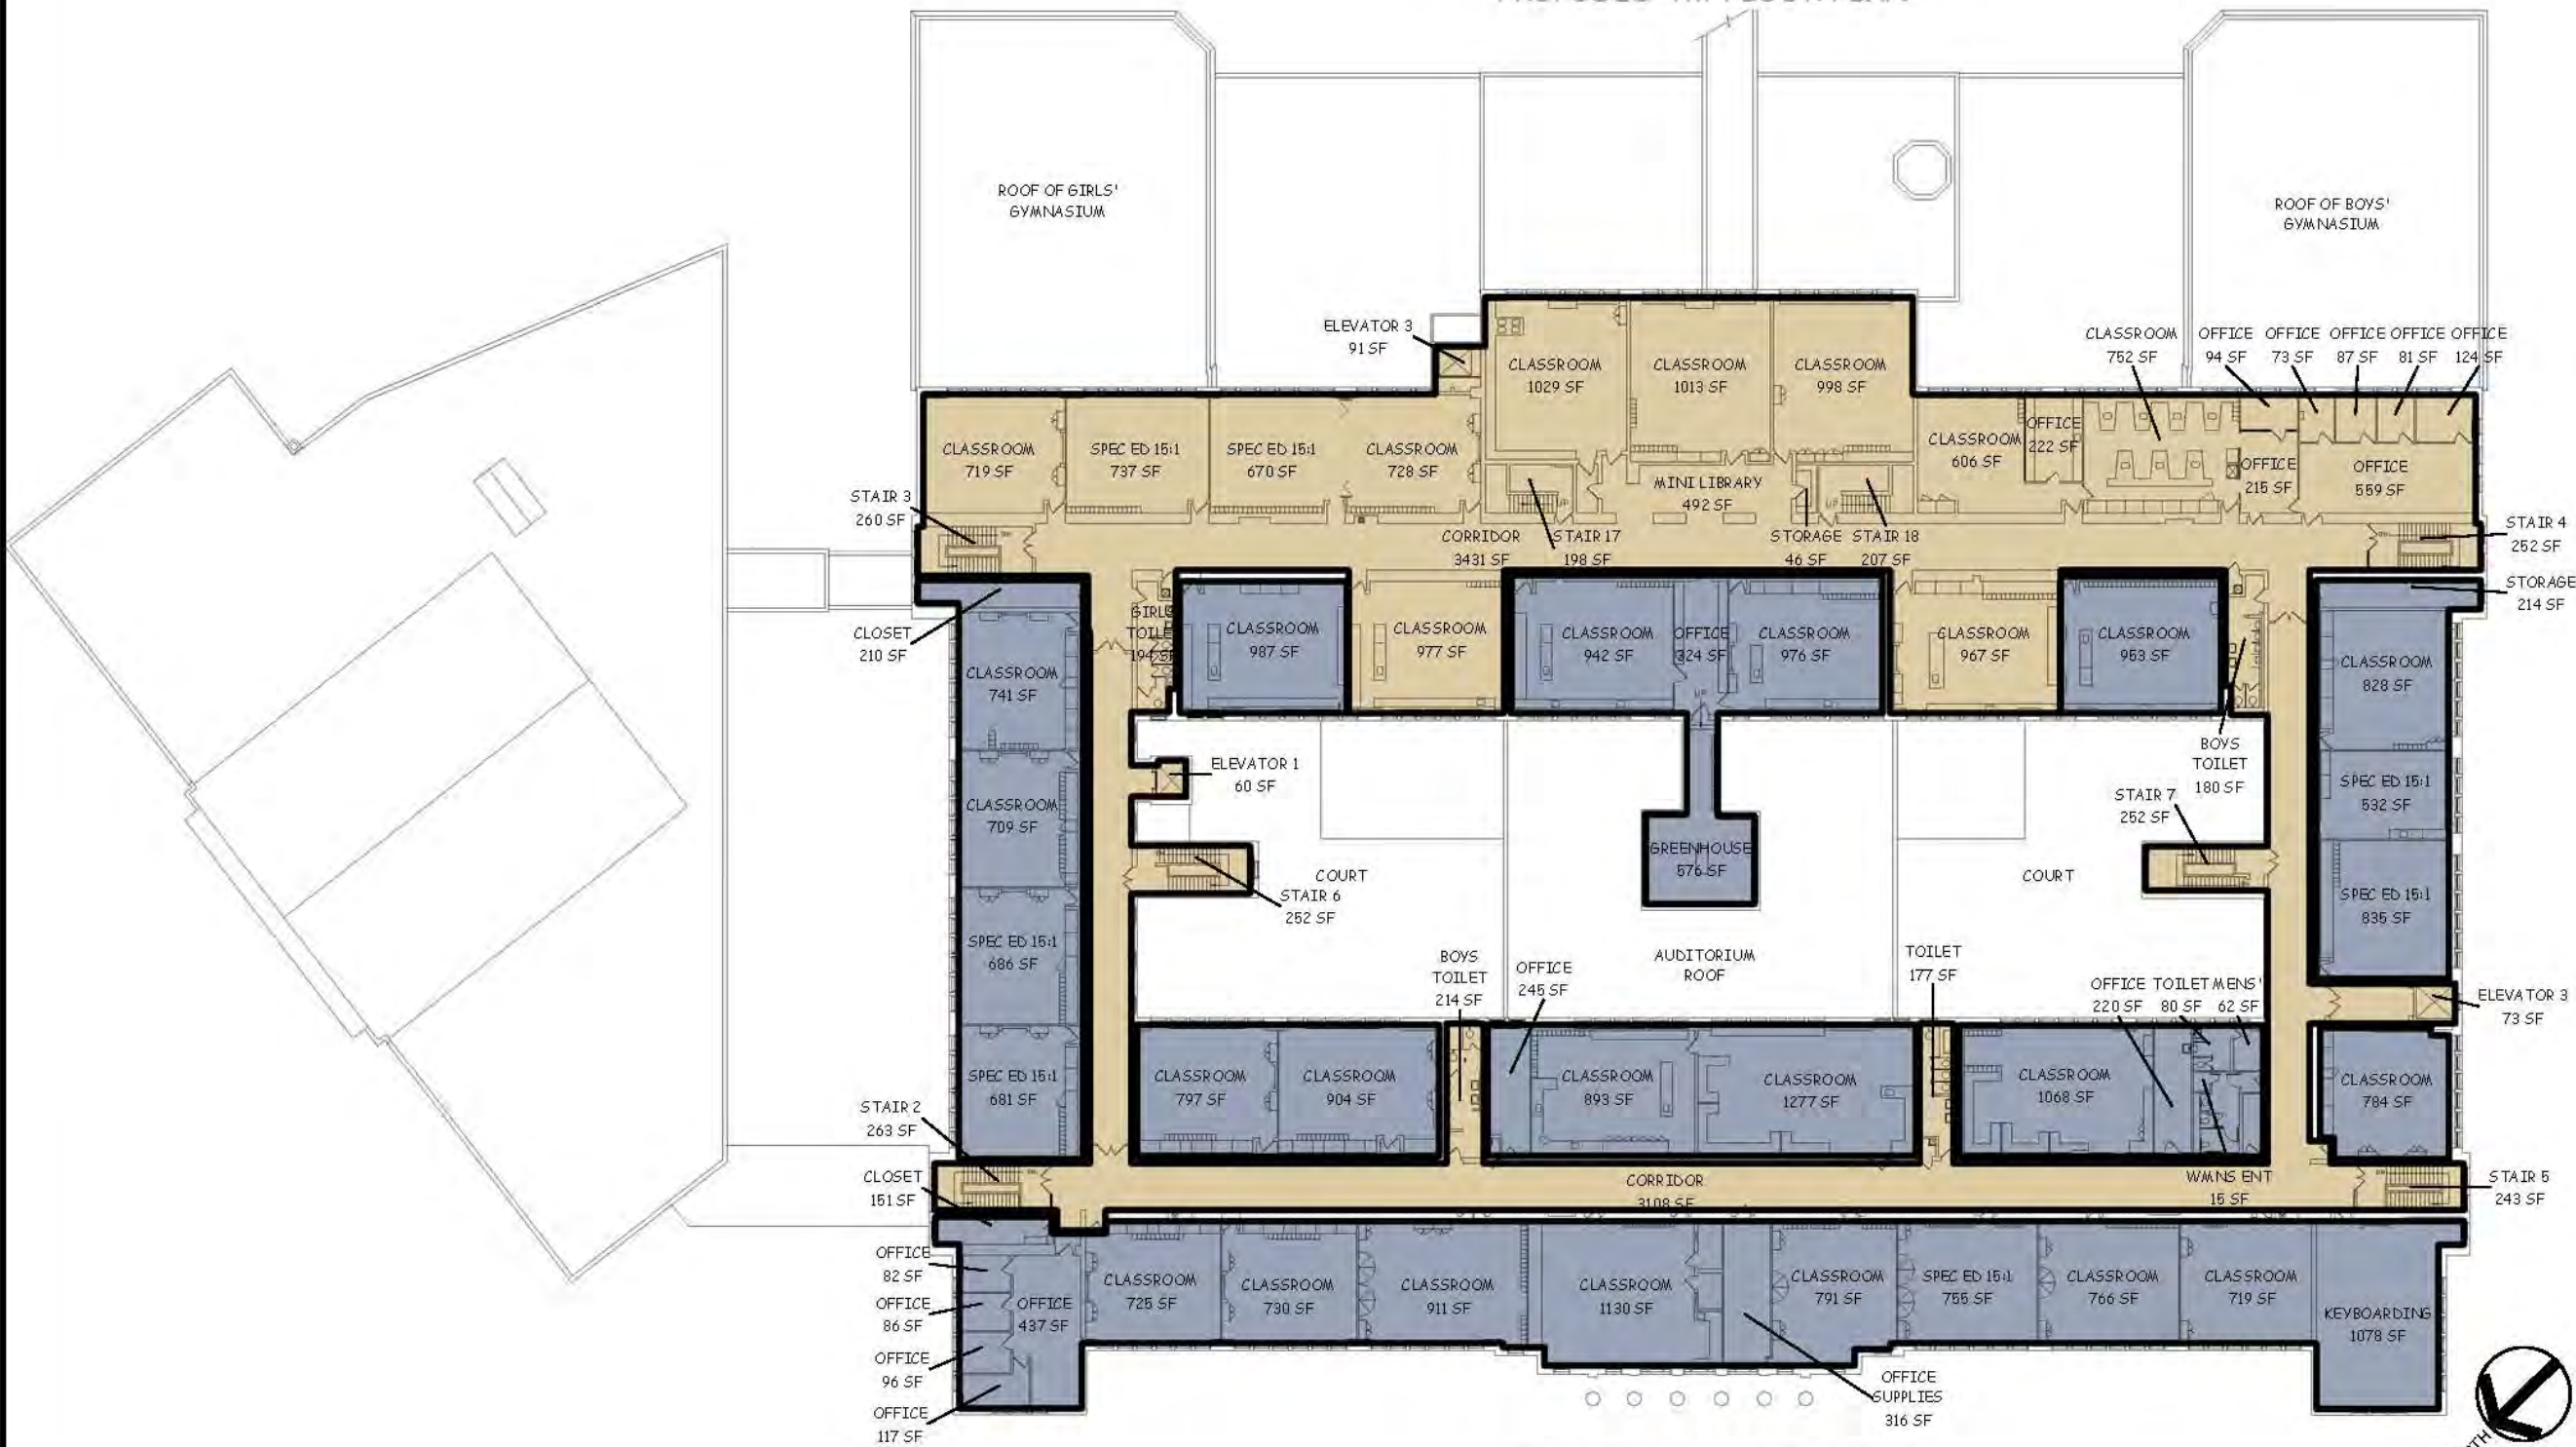 ROOF OF GIRLS'
GYMNASIUM
ROOF OF BOYS'
GYMNASIUM
ELEVATOR 3
91 SF
CLASSROOM
1029 SF
CLASSROOM
1013 SF
CLASSROOM
998 SF
CLASSROOM
752 SF
OFFICE
94 SF
OFFICE
73 SF
OFFICE
87 SF
OFFICE
81 SF
OFFICE
124 SF
CLASSROOM
719 SF
SPEC ED 15:1
737 SF
SPEC ED 15:1
670 SF
CLASSROOM
728 SF
MINI LIBRARY
492 SF
CLASSROOM
606 SF
OFFICE
222 SF
OFFICE
215 SF
OFFICE
559 SF
STAIR 3
260 SF
CORRIDOR
3431 SF
STAIR 17
198 SF
STORAGE
46 SF
STAIR 18
207 SF
STAIR 4
252 SF
STORAGE
214 SF
CLOSET
210 SF
GIRLS
TOILET
194 SF
CLASSROOM
987 SF
CLASSROOM
977 SF
CLASSROOM
942 SF
OFFICE
324 SF
CLASSROOM
976 SF
CLASSROOM
967 SF
CLASSROOM
953 SF
CLASSROOM
828 SF
CLASSROOM
741 SF
UP
BOYS
TOILET
180 SF
ELEVATOR 1
60 SF
CLASSROOM
709 SF
STAIR 7
252 SF
SPEC ED 15:1
532 SF
GREENHOUSE
576 SF
COURT
COURT
STAIR 6
252 SF
SPEC ED 15:1
835 SF
SPEC ED 15:1
686 SF
BOYS
TOILET
214 SF
OFFICE
245 SF
AUDITORIUM
ROOF
TOILET
177 SF
OFFICE
220 SF
TOILET
80 SF
MENS'
62 SF
ELEVATOR 3
73 SF
SPEC ED 15:1
681 SF
CLASSROOM
797 SF
CLASSROOM
904 SF
CLASSROOM
893 SF
CLASSROOM
1277 SF
CLASSROOM
1068 SF
CLASSROOM
784 SF
STAIR 2
263 SF
CLOSET
151 SF
CORRIDOR
3108 SF
WMNS ENT
15 SF
STAIR 5
243 SF
OFFICE
82 SF
OFFICE
86 SF
OFFICE
96 SF
OFFICE
117 SF
OFFICE
437 SF
CLASSROOM
725 SF
CLASSROOM
730 SF
CLASSROOM
911 SF
CLASSROOM
1130 SF
CLASSROOM
791 SF
SPEC ED 15:1
755 SF
CLASSROOM
766 SF
CLASSROOM
719 SF
KEYBOARDING
1078 SF
OFFICE
SUPPLIES
316 SF